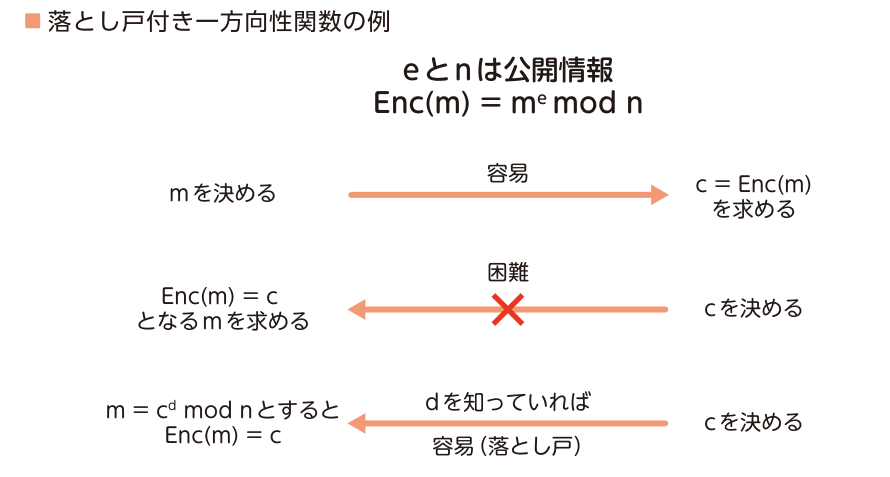 ■ 落とし戸付き一方向性関数の例
eとnは公開情報
Enc(m) = mᵉ mod n
mを決める
容易
c = Enc(m)
を求める
困難
Enc(m) = c
となるmを求める
cを決める
m = cᵈ mod nとすると
Enc(m) = c
dを知っていれば
容易（落とし戸）
cを決める